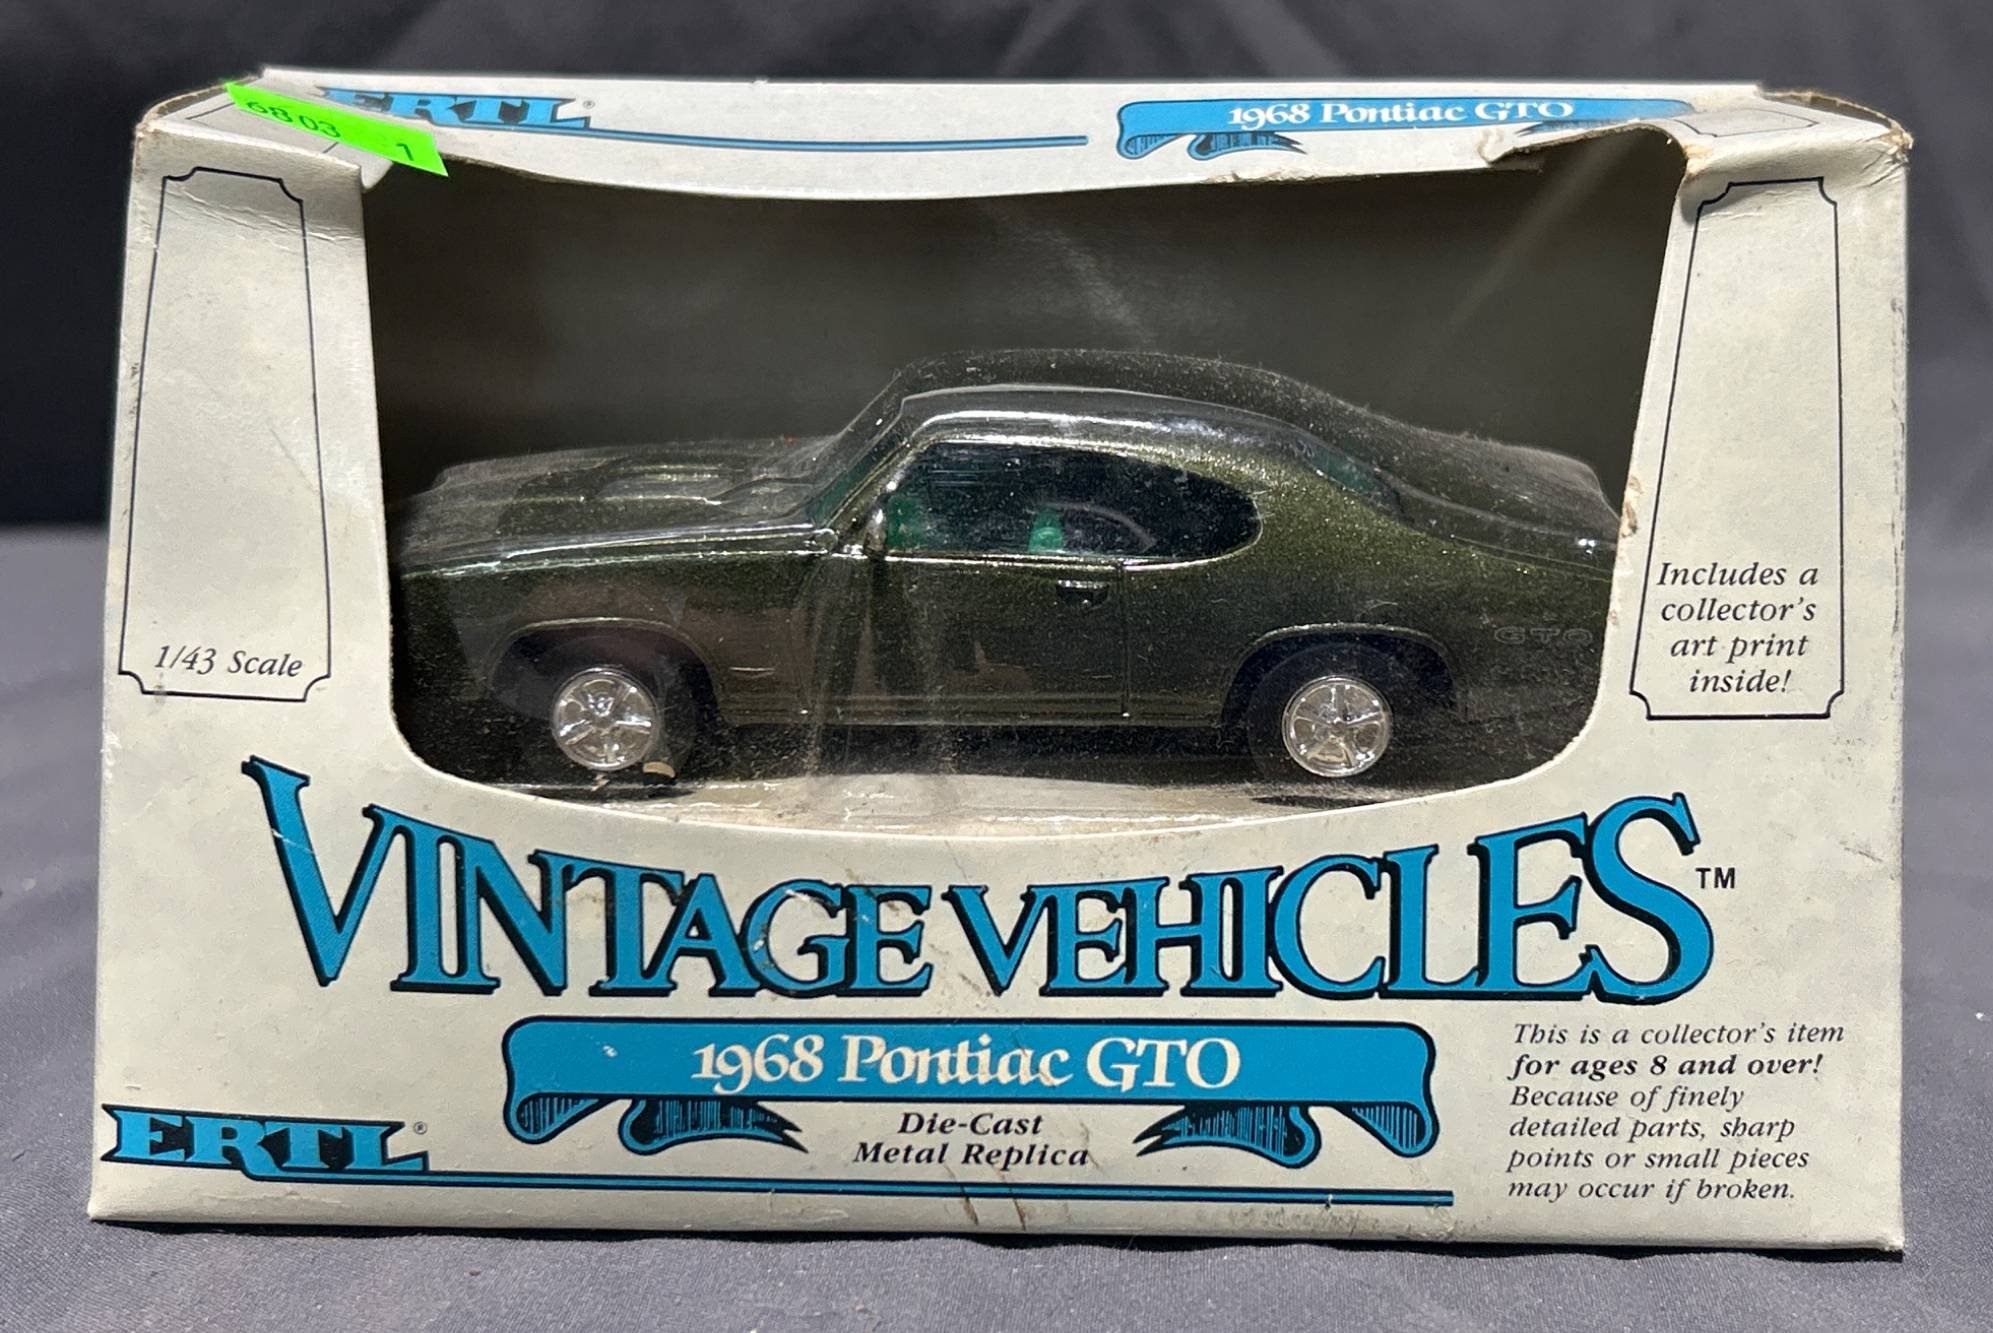 ERTL®
1968 Pontiac GTO
6803
1
1/43 Scale
GTO
Includes a
collector's
art print
inside!
VINTAGE VEHICLES™
1968 Pontiac GTO
Die-Cast
Metal Replica
ERTL®
This is a collector's item
for ages 8 and over!
Because of finely
detailed parts, sharp
points or small pieces
may occur if broken.